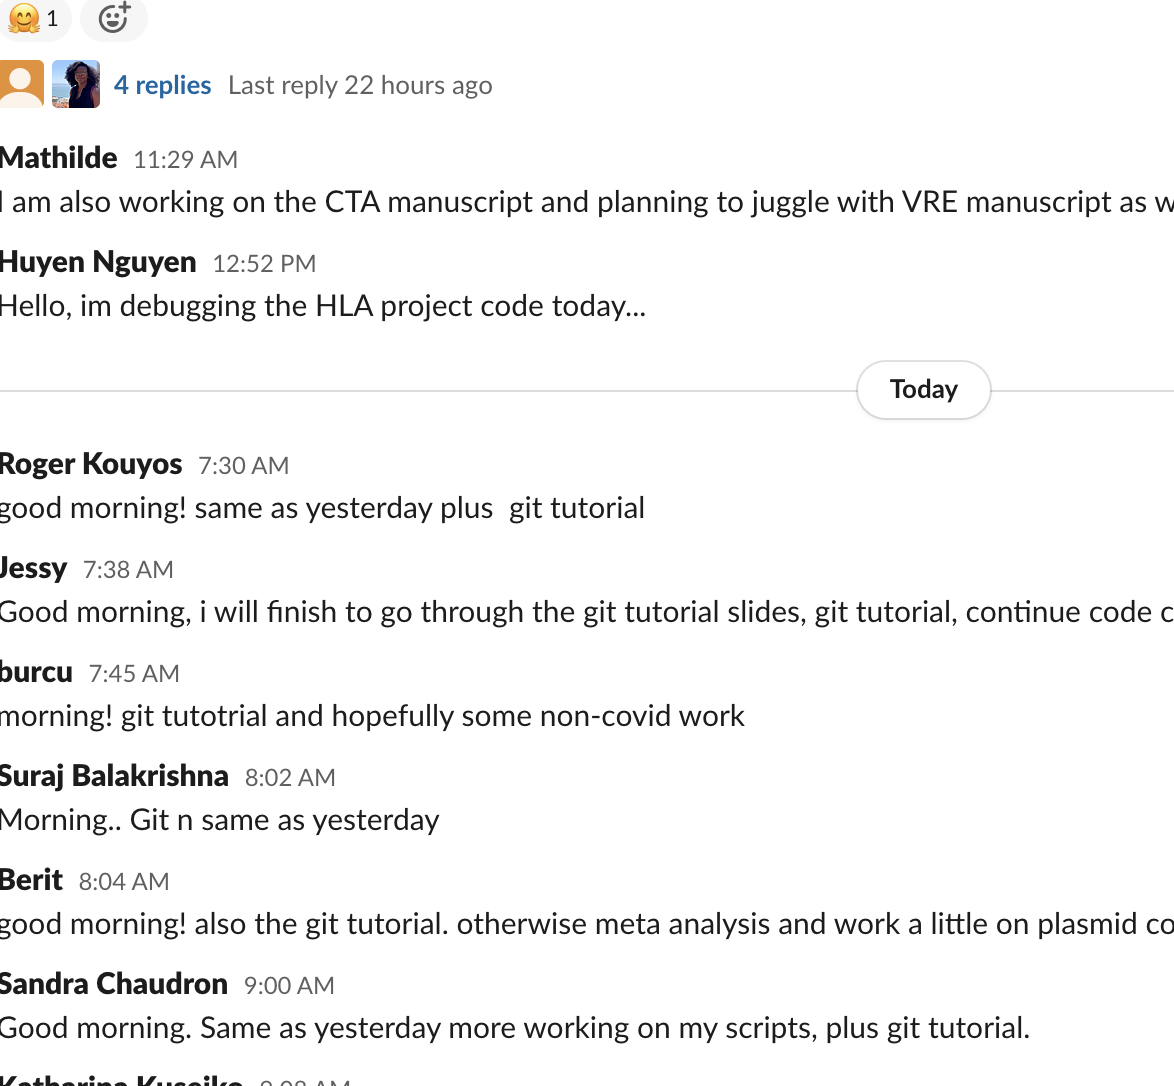 1
4 replies Last reply 22 hours ago
Mathilde 11:29 AM
I am also working on the CTA manuscript and planning to juggle with VRE manuscript as
Huyen Nguyen 12:52 PM
Hello, im debugging the HLA project code today...
Today
Roger Kouyos 7:30 AM
good morning! same as yesterday plus  git tutorial
Jessy 7:38 AM
Good morning, i will finish to go through the git tutorial slides, git tutorial, continue code
burcu 7:45 AM
morning! git tutotrial and hopefully some non-covid work
Suraj Balakrishna 8:02 AM
Morning.. Git n same as yesterday
Berit 8:04 AM
good morning! also the git tutorial. otherwise meta analysis and work a little on plasmid
Sandra Chaudron 9:00 AM
Good morning. Same as yesterday more working on my scripts, plus git tutorial.